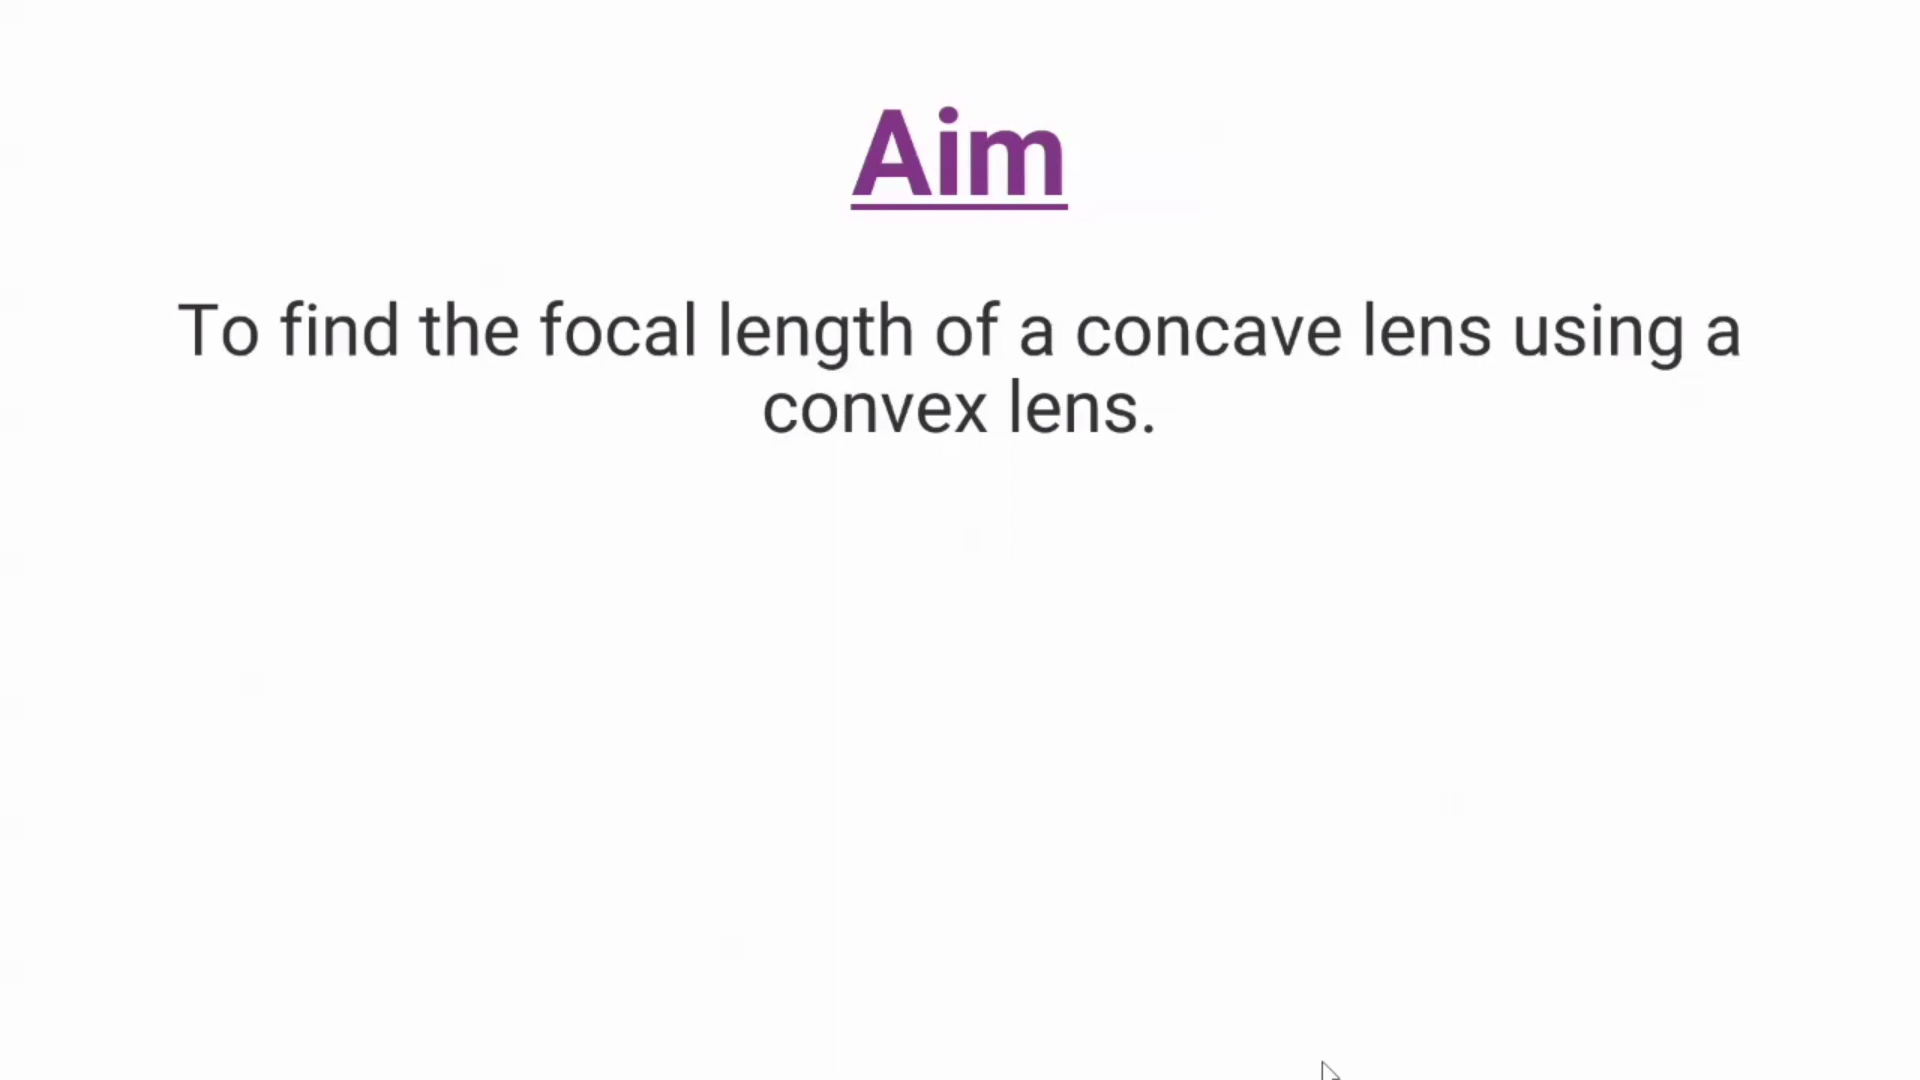 Aim
To find the focal length of a concave lens using a
convex lens.